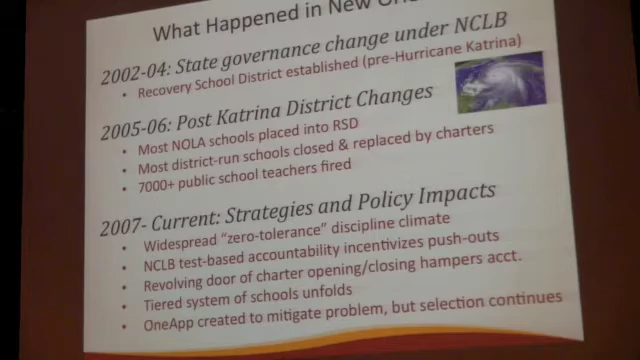 What Happened in New
2002-04: State governance change under NCLB
• Recovery School District established (pre-Hurricane Katrina)
2005-06: Post Katrina District Changes
• Most NOLA schools placed into RSD
• Most district-run schools closed & replaced by charters
• 7000+ public school teachers fired
2007- Current: Strategies and Policy Impacts
• Widespread “zero-tolerance” discipline climate
• NCLB test-based accountability incentivizes push-outs
• Revolving door of charter opening/closing hampers acct.
• Tiered system of schools unfolds
• OneApp created to mitigate problem, but selection continues